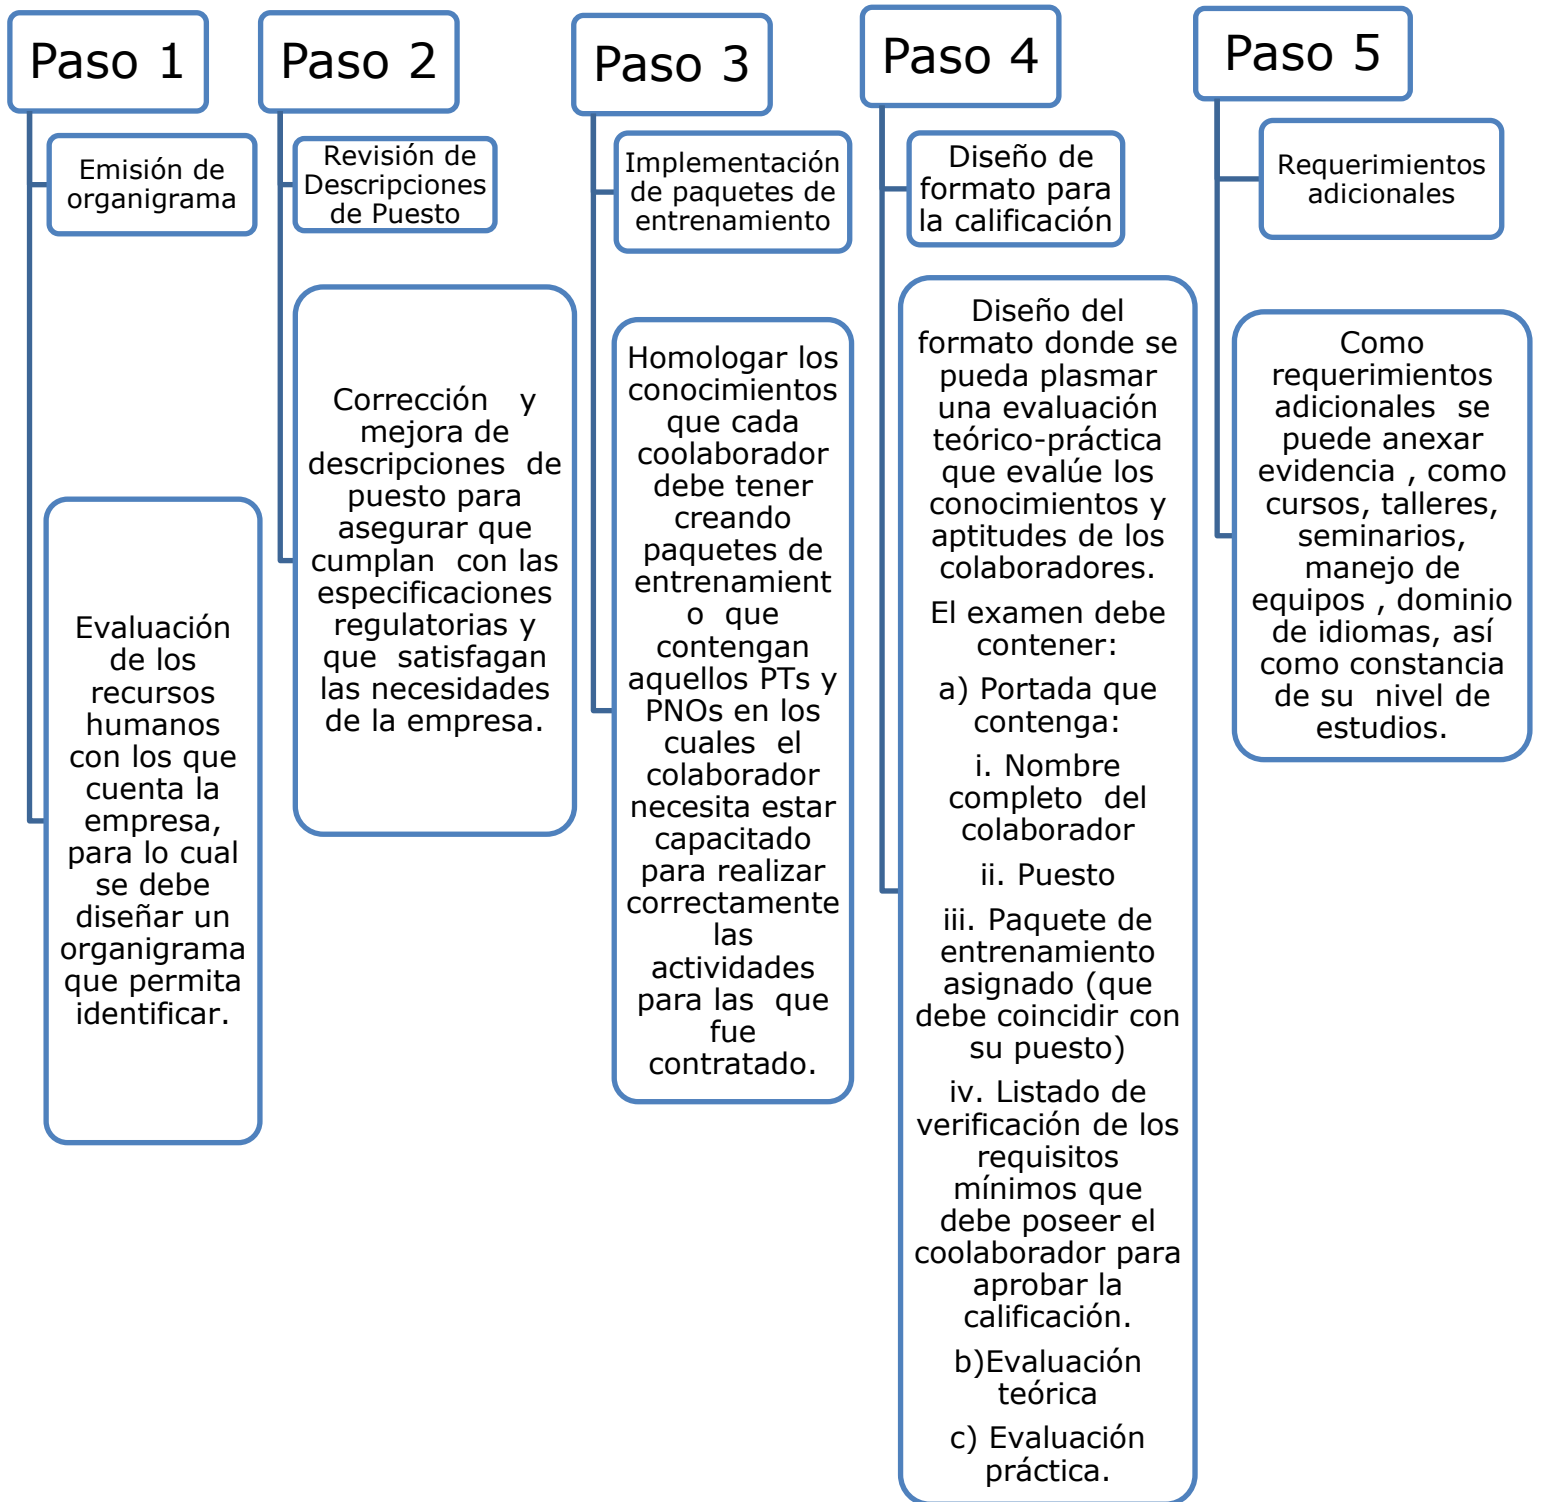 Paso 1
Emisión de
organigrama
Evaluación
de los
recursos
humanos
con los que
cuenta la
empresa,
para lo cual
se debe
diseñar un
organigrama
que permita
identificar.
Paso 2
Revisión de
Descripciones
de Puesto
Corrección y
mejora de
descripciones de
puesto para
asegurar que
cumplan con las
especificaciones
regulatorias y
que satisfagan
las necesidades
de la empresa.
Paso 3
Implementación
de paquetes de
entrenamiento
Homologar los
conocimientos
que cada
coolaborador
debe tener
creando
paquetes de
entrenamient
o que
contengan
aquellos PTs y
PNOs en los
cuales el
colaborador
necesita estar
capacitado
para realizar
correctamente
las
actividades
para las que
fue
contratado.
Paso 4
Diseño de
formato para
la calificación
Diseño del
formato donde se
pueda plasmar
una evaluación
teórico-práctica
que evalúe los
conocimientos y
aptitudes de los
colaboradores.
El examen debe
contener:
a) Portada que
contenga:
i. Nombre
completo del
colaborador
ii. Puesto
iii. Paquete de
entrenamiento
asignado (que
debe coincidir con
su puesto)
iv. Listado de
verificación de los
requisitos
mínimos que
debe poseer el
coolaborador para
aprobar la
calificación.
b)Evaluación
teórica
c) Evaluación
práctica.
Paso 5
Requerimientos
adicionales
Como
requerimientos
adicionales se
puede anexar
evidencia , como
cursos, talleres,
seminarios,
manejo de
equipos , dominio
de idiomas, así
como constancia
de su nivel de
estudios.